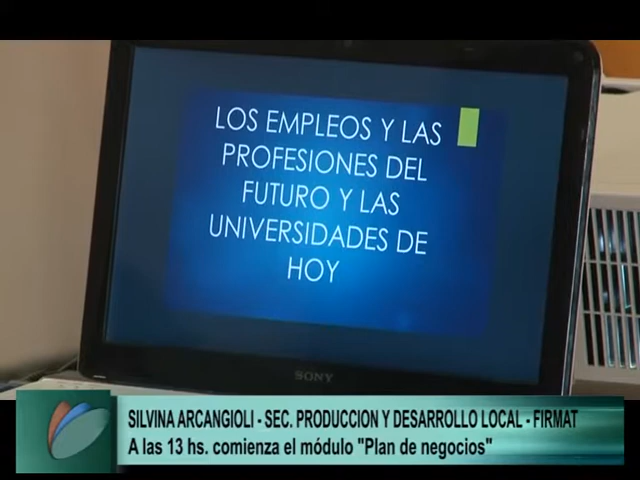 LOS EMPLEOS Y LAS
PROFESIONES DEL
FUTURO Y LAS
UNIVERSIDADES DE
HOY
SONY
SILVINA ARCANGIOLI - SEC. PRODUCCION Y DESARROLLO LOCAL - FIRMAT
A las 13 hs. comienza el módulo "Plan de negocios"